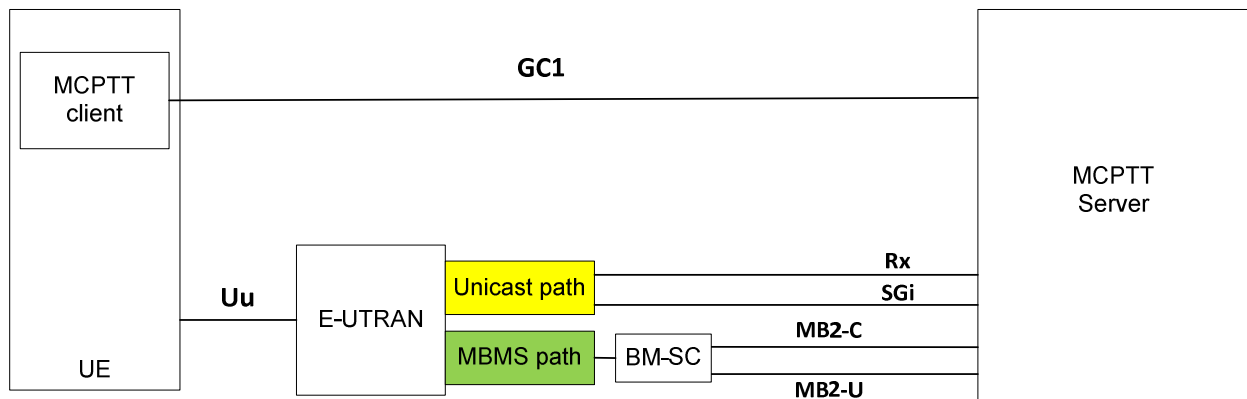 GC1
MCPTT
client
MCPTT
Server
Rx
Unicast path
SGi
Uu
E-UTRAN
MB2-C
MBMS path
BM-SC
UE
MB2-U